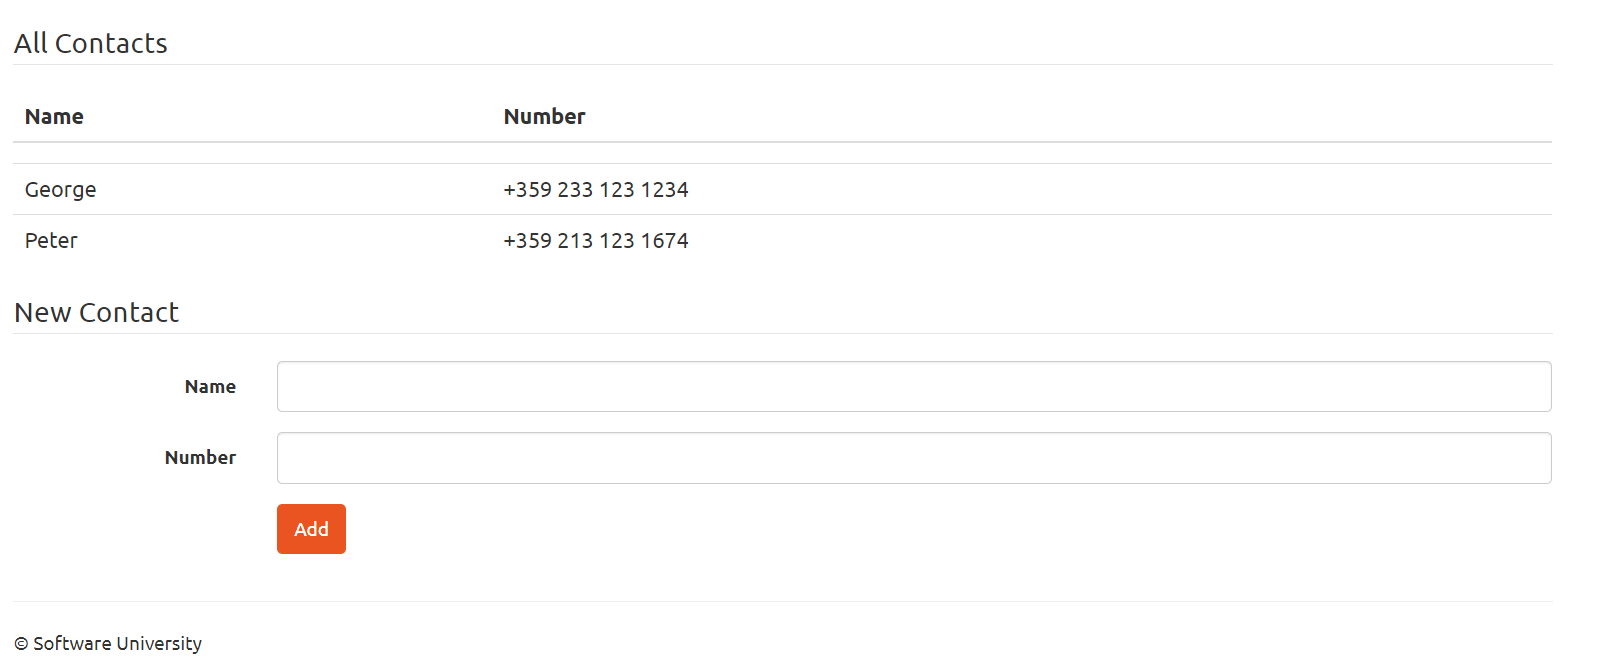 All Contacts
Name Number
George +359 233 123 1234
Peter +359 213 123 1674
New Contact
Name
Number
Add
© Software University